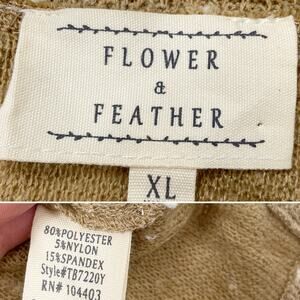 FLOWER
&
FEATHER
XL
80%POLYESTER
5%NYLON
15%SPANDEX
Style#TB7220Y
RN# 104403